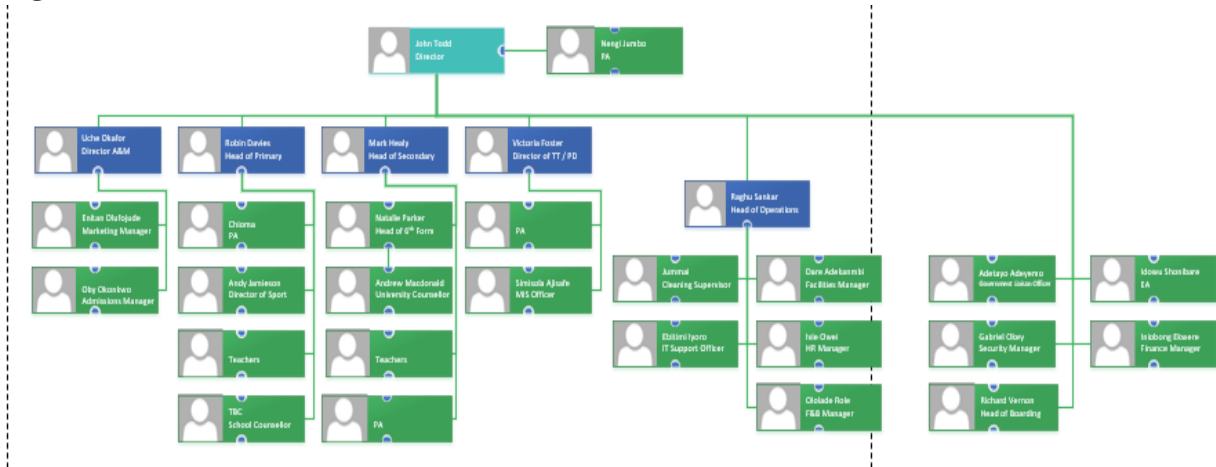 John Todd
Director
Nengi Jumbo
PA
Uche Okafor
Director A&M
Robin Davies
Head of Primary
Mark Healy
Head of Secondary
Victoria Foster
Director of TT / PD
Raghu Sankar
Head of Operations
Enitan Olufojude
Marketing Manager
Chioma
PA
Natalie Parker
Head of 6th Form
PA
Oby Okonkwo
Admissions Manager
Andy Jamieson
Director of Sport
Andrew Macdonald
University Counsellor
Simisola Ajisafe
MIS Officer
Teachers
Teachers
TBC
School Counsellor
PA
Jummai
Cleaning Supervisor
Dare Adekanmbi
Facilities Manager
Ebitimi Iyoro
IT Support Officer
Isie Owei
HR Manager
Ololade Role
F&B Manager
Adetayo Adeyemo
Government Liaison Officer
Idowu Shonibare
EA
Gabriel Okey
Security Manager
Iniobong Ekwere
Finance Manager
Richard Vernon
Head of Boarding